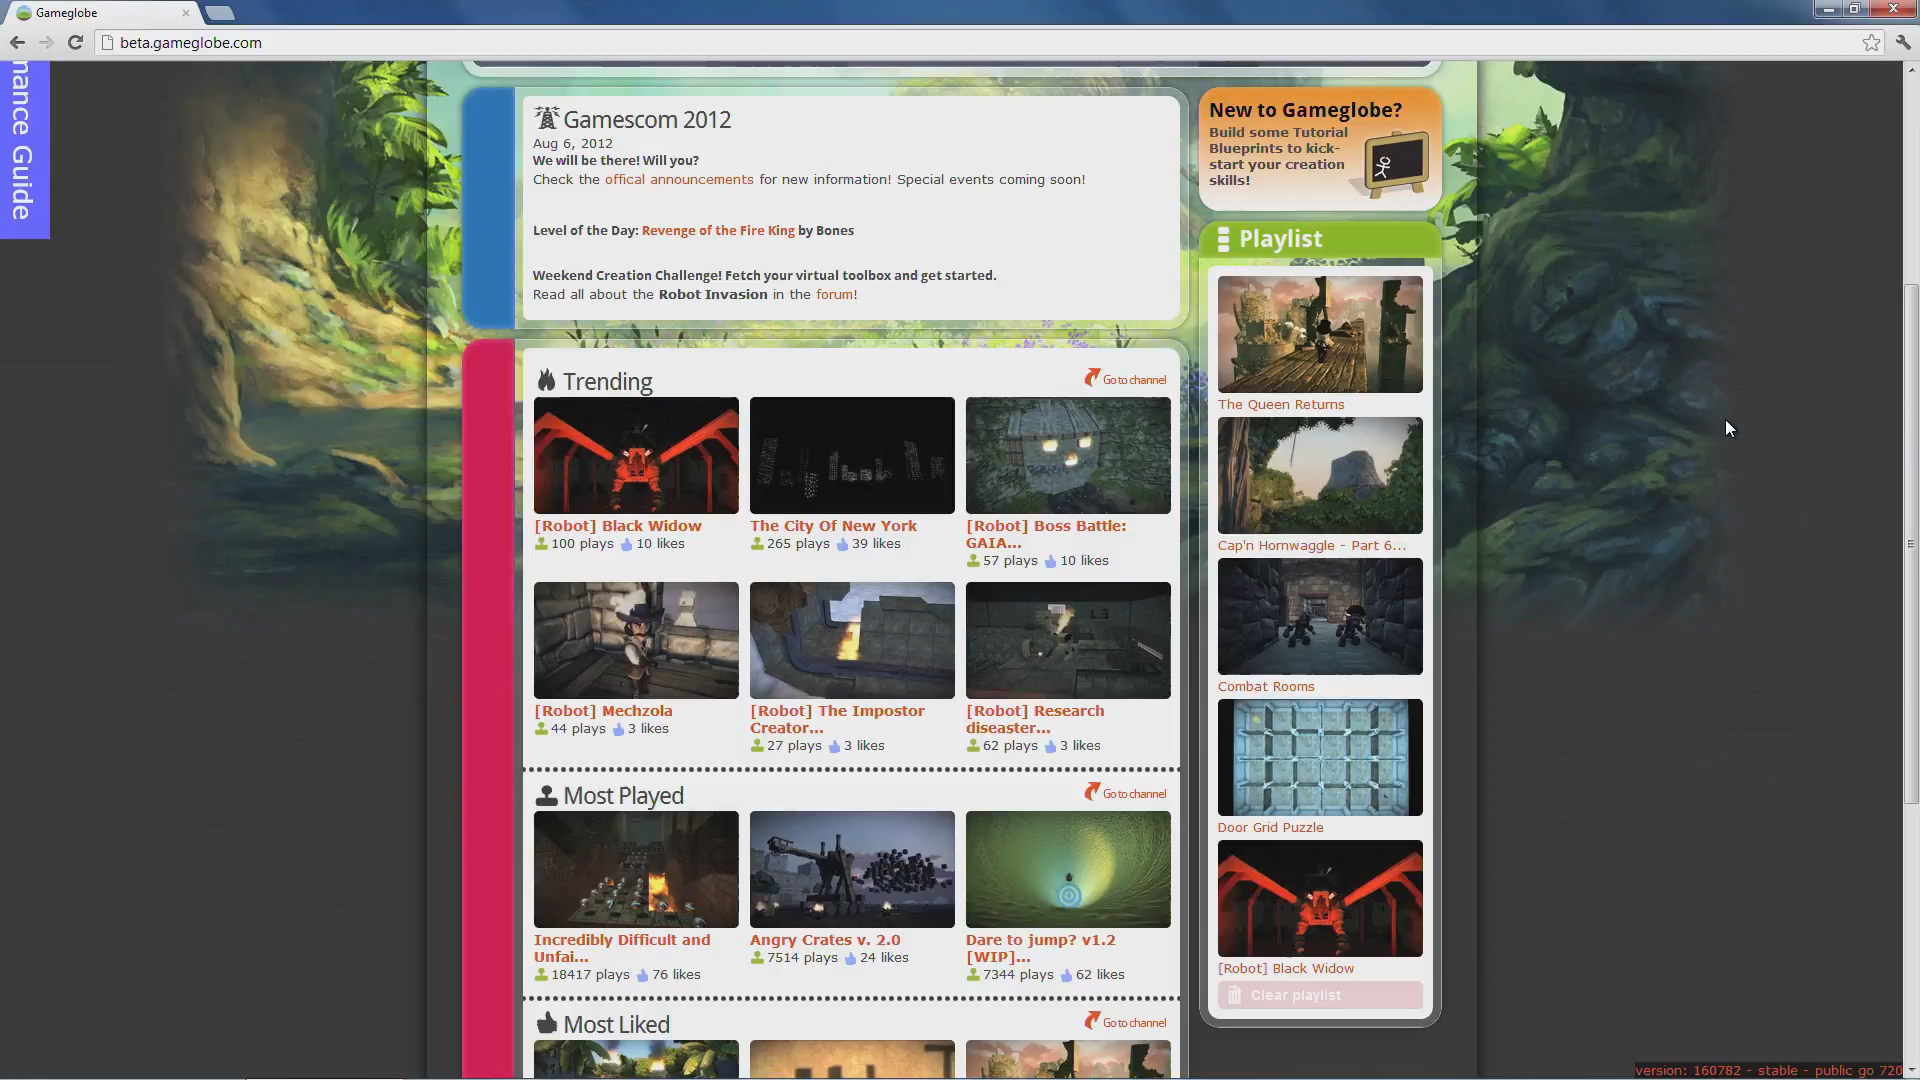 Gameglobe
beta.gameglobe.com
mance Guide
Gamescom 2012
Aug 6, 2012
We will be there! Will you?
Check the offical announcements for new information! Special events coming soon!
Level of the Day: Revenge of the Fire King by Bones
Weekend Creation Challenge! Fetch your virtual toolbox and get started.
Read all about the Robot Invasion in the forum!
New to Gameglobe?
Build some Tutorial
Blueprints to kick-
start your creation
skills!
Playlist
The Queen Returns
Cap'n Hornwaggle - Part 6...
Combat Rooms
Door Grid Puzzle
[Robot] Black Widow
Clear playlist
Trending
Go to channel
[Robot] Black Widow
100 plays 10 likes
The City Of New York
265 plays 39 likes
[Robot] Boss Battle:
GAIA...
57 plays 10 likes
[Robot] Mechzola
44 plays 3 likes
[Robot] The Impostor
Creator...
27 plays 3 likes
[Robot] Research
diseaster...
62 plays 3 likes
Most Played
Go to channel
Incredibly Difficult and
Unfai...
18417 plays 76 likes
Angry Crates v. 2.0
7514 plays 24 likes
Dare to jump? v1.2
[WIP]...
7344 plays 62 likes
Most Liked
Go to channel
version: 160782 - stable - public go 720